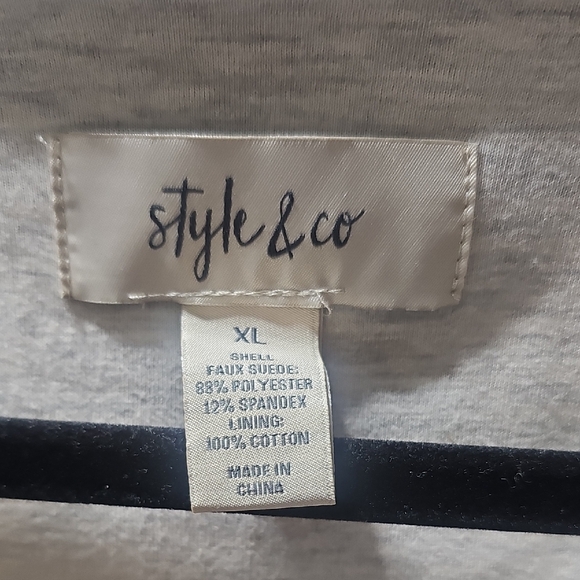 style & co
XL
SHELL
FAUX SUEDE:
88% POLYESTER
12% SPANDEX
LINING:
100% COTTON
MADE IN
CHINA